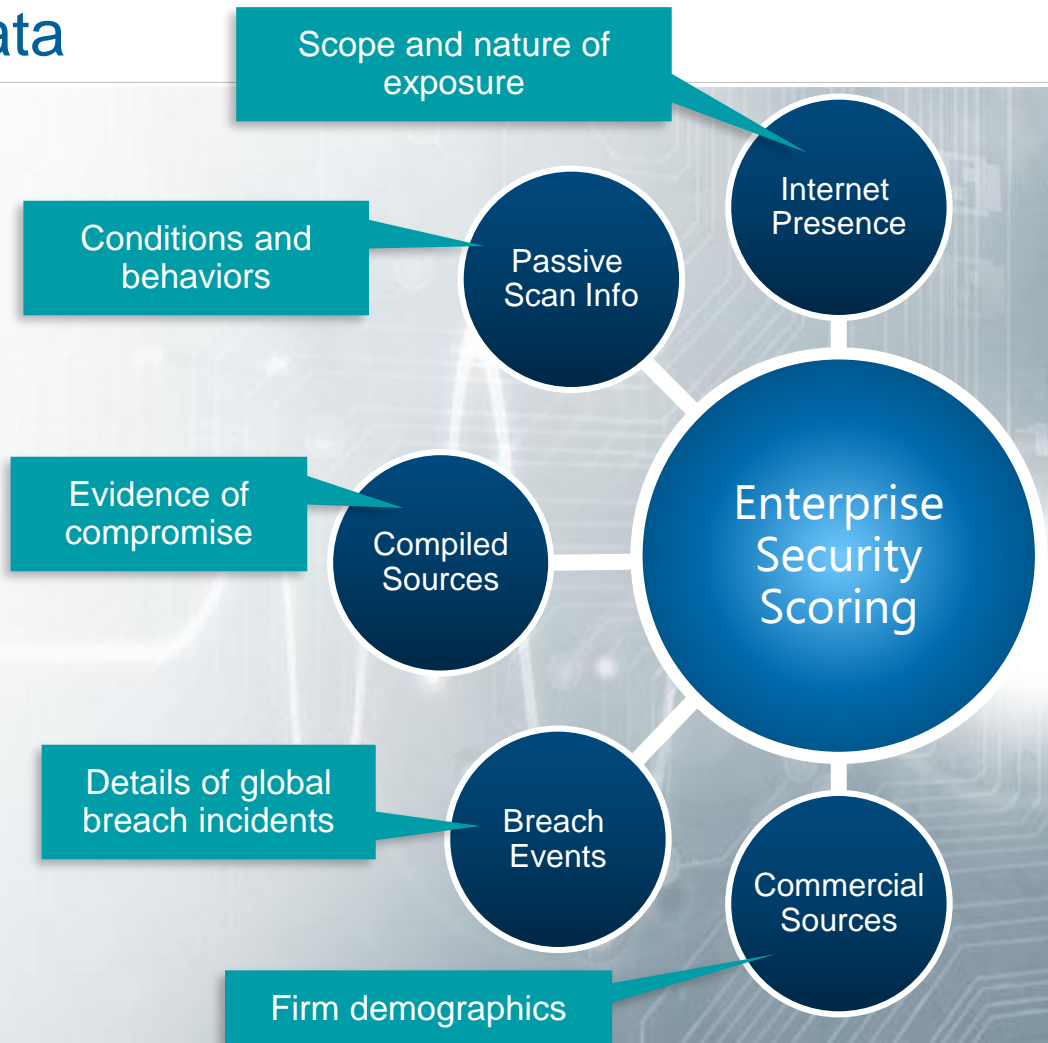 ata
Scope and nature of
exposure
Internet
Presence
Conditions and
behaviors
Passive
Scan Info
Evidence of
compromise
Compiled
Sources
Enterprise
Security
Scoring
Details of global
breach incidents
Breach
Events
Commercial
Sources
Firm demographics